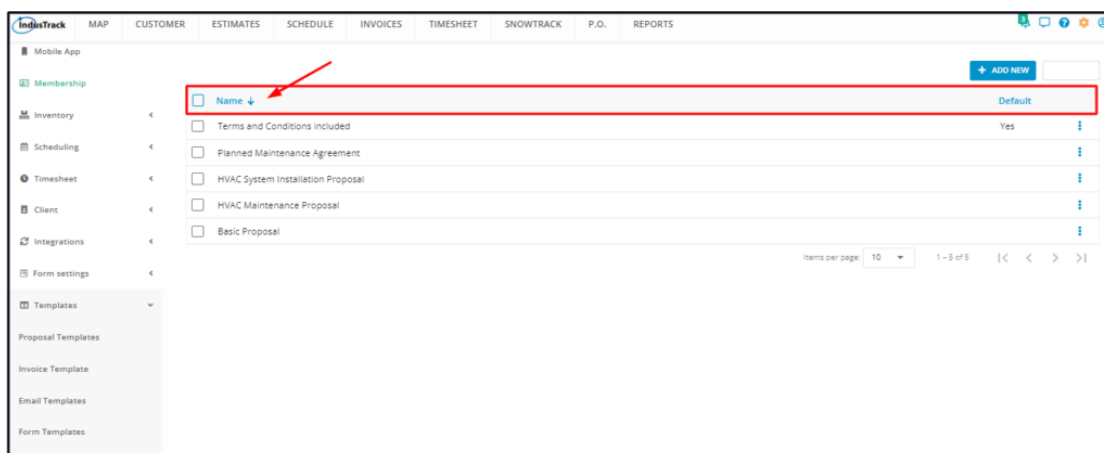 IndusTrack MAP CUSTOMER ESTIMATES SCHEDULE INVOICES TIMESHEET SNOWTRACK P.O. REPORTS
Mobile App
Membership
Inventory
Scheduling
Timesheet
Client
Integrations
Form settings
Templates
Proposal Templates
Invoice Template
Email Templates
Form Templates
+ ADD NEW
Name Default
Terms and Conditions included Yes
Planned Maintenance Agreement
HVAC System Installation Proposal
HVAC Maintenance Proposal
Basic Proposal
Items per page: 10 1 – 5 of 5